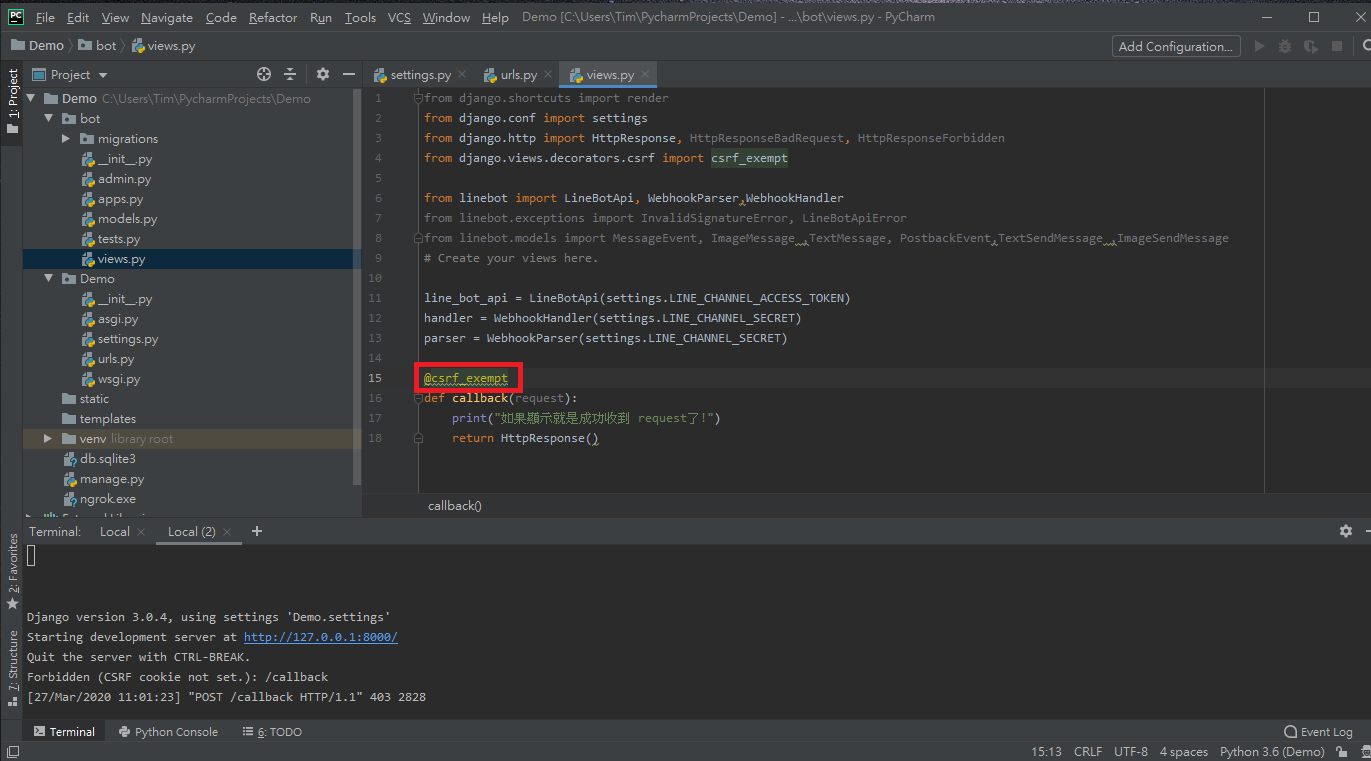 PC File Edit View Navigate Code Refactor Run Tools VCS Window Help Demo [C:\Users\Tim\PycharmProjects\Demo] - ...\bot\views.py - PyCharm
Demo bot views.py Add Configuration...
1: Project
Project
Demo C:\Users\Tim\PycharmProjects\Demo
bot
migrations
__init__.py
admin.py
apps.py
models.py
tests.py
views.py
Demo
__init__.py
asgi.py
settings.py
urls.py
wsgi.py
static
templates
venv library root
db.sqlite3
manage.py
ngrok.exe
settings.py urls.py views.py
1 from django.shortcuts import render
2 from django.conf import settings
3 from django.http import HttpResponse, HttpResponseBadRequest, HttpResponseForbidden
4 from django.views.decorators.csrf import csrf_exempt
5
6 from linebot import LineBotApi, WebhookParser,WebhookHandler
7 from linebot.exceptions import InvalidSignatureError, LineBotApiError
8 from linebot.models import MessageEvent, ImageMessage ,TextMessage, PostbackEvent,TextSendMessage ,ImageSendMessage
9 # Create your views here.
10
11 line_bot_api = LineBotApi(settings.LINE_CHANNEL_ACCESS_TOKEN)
12 handler = WebhookHandler(settings.LINE_CHANNEL_SECRET)
13 parser = WebhookParser(settings.LINE_CHANNEL_SECRET)
14
15 @csrf_exempt
16 def callback(request):
17 print("如果顯示就是成功收到 request了!")
18 return HttpResponse()
callback()
Terminal: Local Local (2) +
2: Favorites
7: Structure
Django version 3.0.4, using settings 'Demo.settings'
Starting development server at http://127.0.0.1:8000/
Quit the server with CTRL-BREAK.
Forbidden (CSRF cookie not set.): /callback
[27/Mar/2020 11:01:23] "POST /callback HTTP/1.1" 403 2828
Terminal Python Console 6: TODO Event Log
15:13 CRLF UTF-8 4 spaces Python 3.6 (Demo)